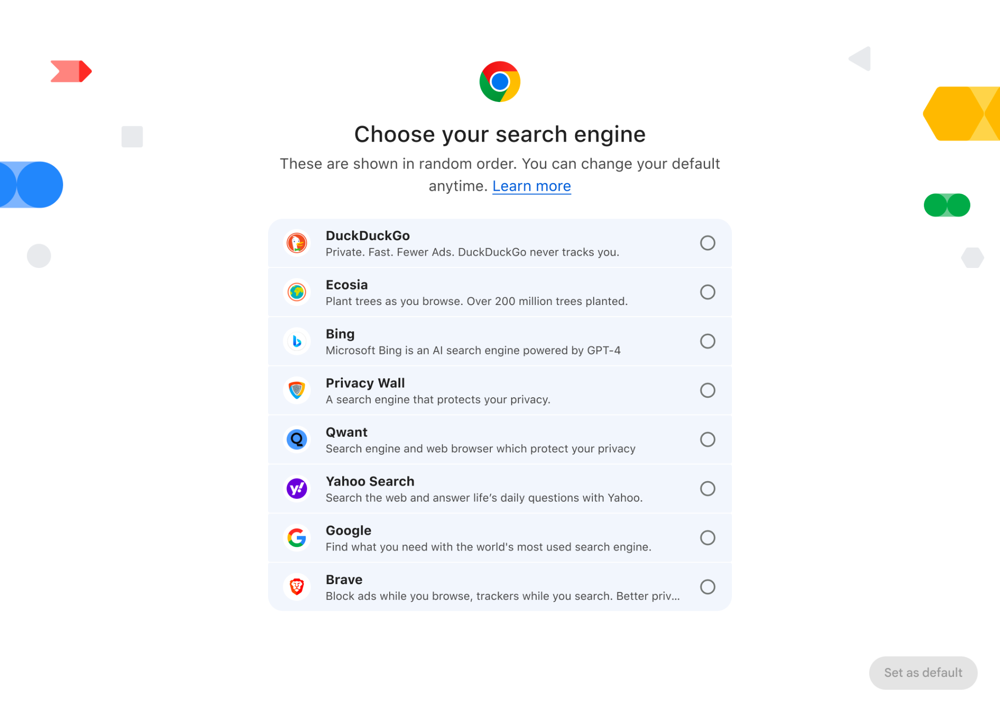 Choose your search engine
These are shown in random order. You can change your default
anytime. Learn more
DuckDuckGo
Private. Fast. Fewer Ads. DuckDuckGo never tracks you.
Ecosia
Plant trees as you browse. Over 200 million trees planted.
Bing
Microsoft Bing is an AI search engine powered by GPT-4
Privacy Wall
A search engine that protects your privacy.
Qwant
Search engine and web browser which protect your privacy
Yahoo Search
Search the web and answer life’s daily questions with Yahoo.
Google
Find what you need with the world's most used search engine.
Brave
Block ads while you browse, trackers while you search. Better priv...
Set as default